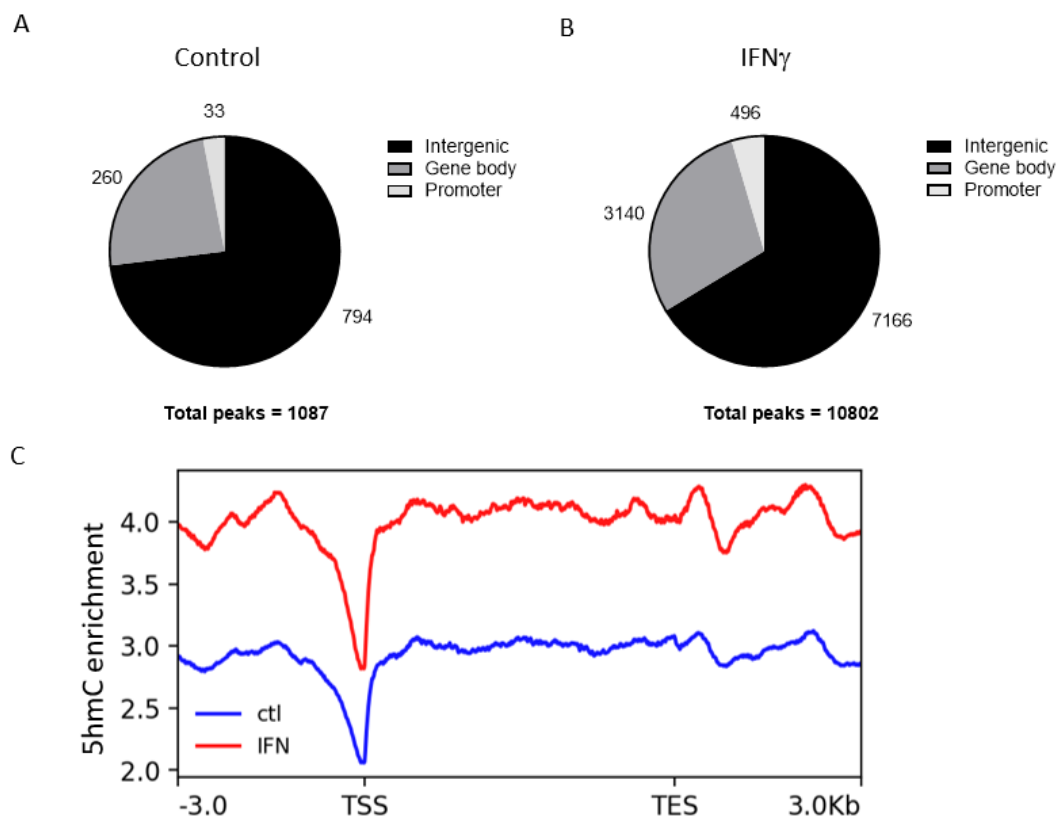 A
Control
33
260
794
Intergenic
Gene body
Promoter
Total peaks = 1087
B
IFNγ
496
3140
7166
Intergenic
Gene body
Promoter
Total peaks = 10802
C
5hmC enrichment
4.0
3.5
3.0
2.5
2.0
ctl
IFN
-3.0
TSS
TES
3.0Kb